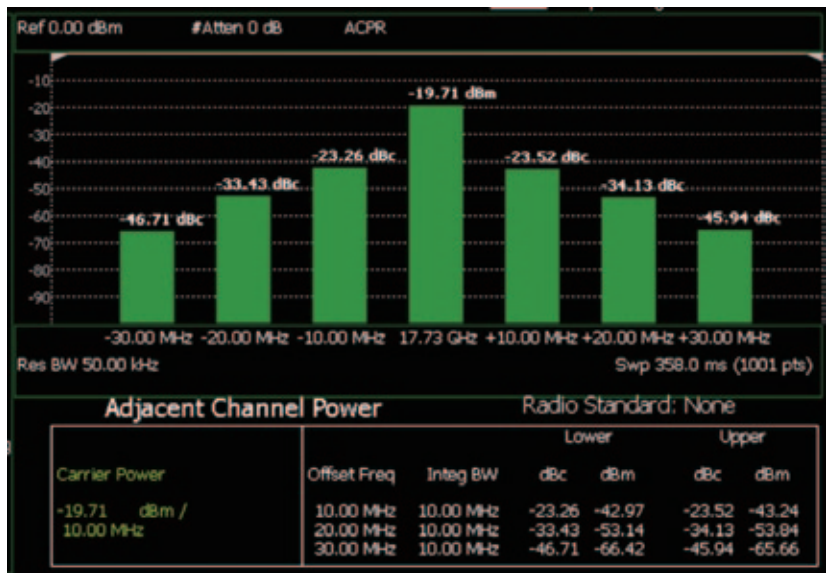 Ref 0.00 dBm #Atten 0 dB ACPR
-10
-19.71 dBm
-20
-30
-23.26 dBc -23.52 dBc
-40
-33.43 dBc -34.13 dBc
-50
-46.71 dBc -45.94 dBc
-60
-70
-80
-90
-30.00 MHz -20.00 MHz -10.00 MHz 17.73 GHz +10.00 MHz +20.00 MHz +30.00 MHz
Res BW 50.00 kHz Swp 358.0 ms (1001 pts)
Adjacent Channel Power Radio Standard: None
Lower Upper
Carrier Power Offset Freq Integ BW dBc dBm dBc dBm
-19.71 dBm / 10.00 MHz 10.00 MHz -23.26 -42.97 -23.52 -43.24
10.00 MHz 20.00 MHz 10.00 MHz -33.43 -53.14 -34.13 -53.84
30.00 MHz 10.00 MHz -46.71 -66.42 -45.94 -65.66